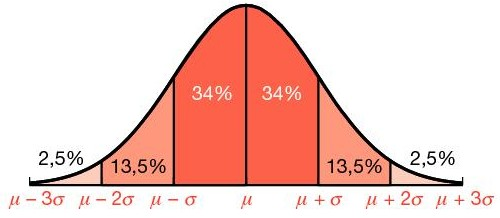 34% 34%
2,5% 13,5% 13,5% 2,5%
μ − 3σ μ − 2σ μ − σ μ μ + σ μ + 2σ μ + 3σ